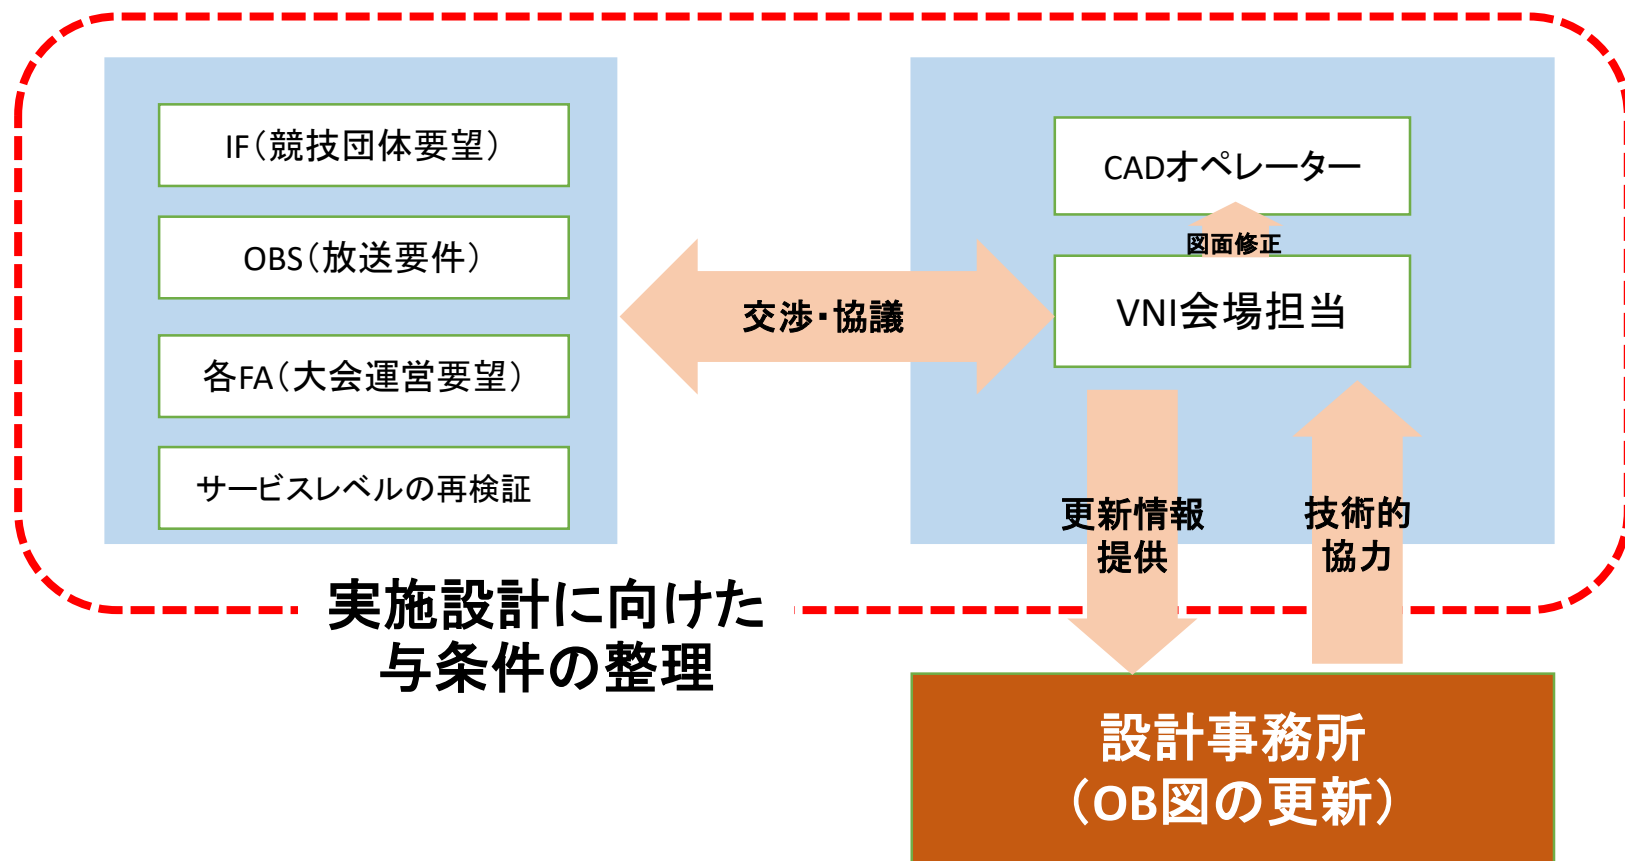 IF（競技団体要望）
OBS（放送要件）
各FA（大会運営要望）
サービスレベルの再検証
交渉・協議
CADオペレーター
図面修正
VNI会場担当
更新情報
提供
技術的
協力
実施設計に向けた
与条件の整理
設計事務所
（OB図の更新）